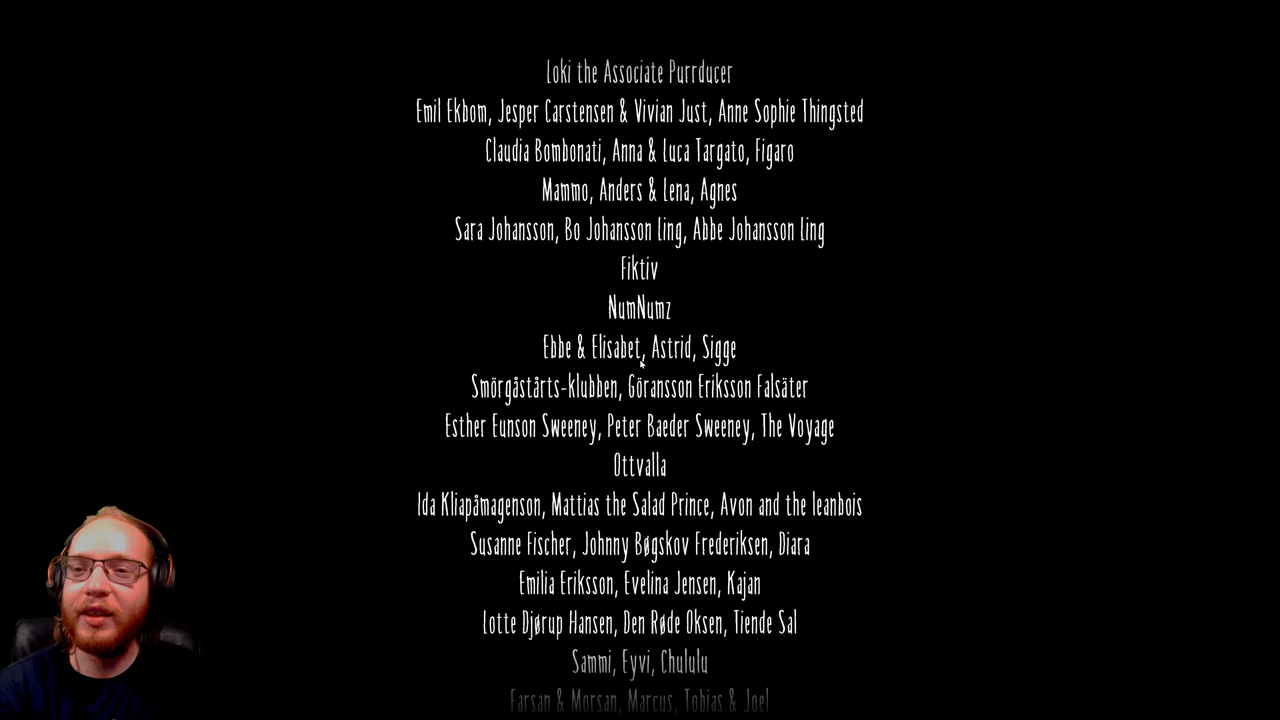 Loki the Associate Purrducer
Emil Ekbom, Jesper Carstensen & Vivian Just, Anne Sophie Thingsted
Claudia Bombonati, Anna & Luca Targato, Figaro
Mammo, Anders & Lena, Agnes
Sara Johansson, Bo Johansson Ling, Abbe Johansson Ling
Fiktiv
NumNumz
Ebbe & Elisabet, Astrid, Sigge
Smörgåstårts-klubben, Göransson Eriksson Falsäter
Esther Eunson Sweeney, Peter Baeder Sweeney, The Voyage
Ottvalla
Ida Kliapåmagenson, Mattias the Salad Prince, Avon and the leanbois
Susanne Fischer, Johnny Bøgskov Frederiksen, Diara
Emilia Eriksson, Evelina Jensen, Kajan
Lotte Djørup Hansen, Den Røde Oksen, Tiende Sal
Sammi, Eyvi, Chululu
Farsan & Morsan, Marcus, Tobias & Joel